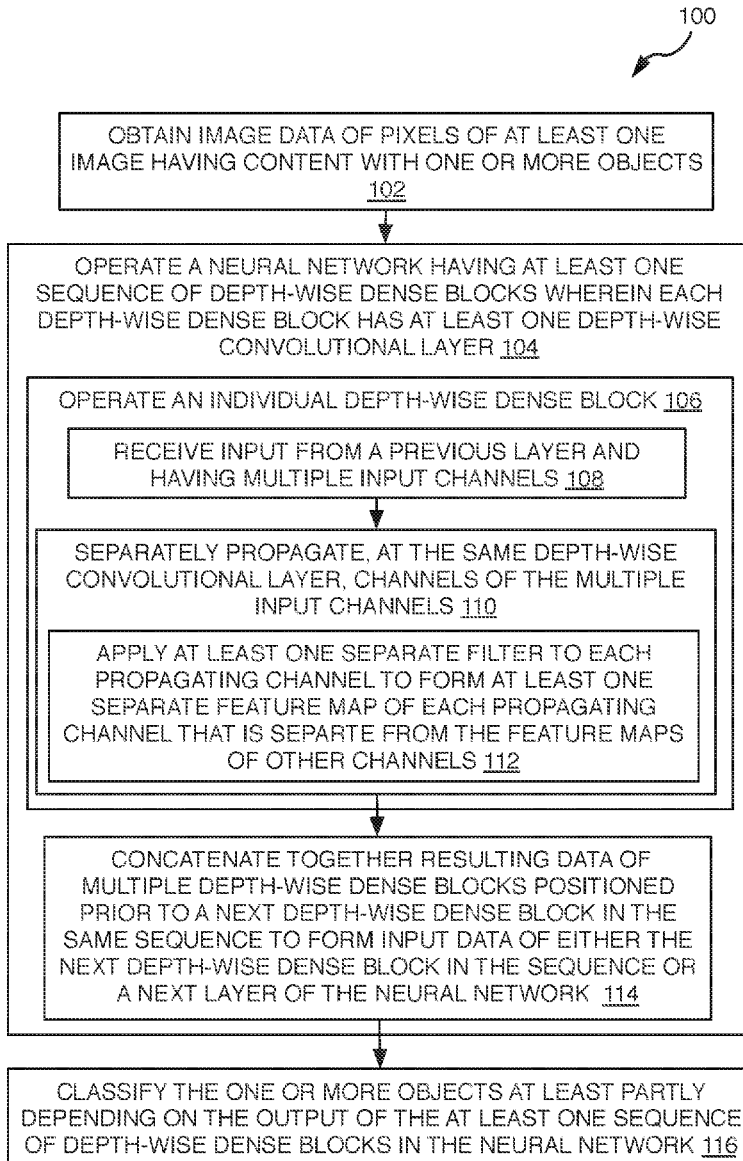 100
OBTAIN IMAGE DATA OF PIXELS OF AT LEAST ONE
IMAGE HAVING CONTENT WITH ONE OR MORE OBJECTS
102
OPERATE A NEURAL NETWORK HAVING AT LEAST ONE
SEQUENCE OF DEPTH-WISE DENSE BLOCKS WHEREIN EACH
DEPTH-WISE DENSE BLOCK HAS AT LEAST ONE DEPTH-WISE
CONVOLUTIONAL LAYER 104
OPERATE AN INDIVIDUAL DEPTH-WISE DENSE BLOCK 106
RECEIVE INPUT FROM A PREVIOUS LAYER AND
HAVING MULTIPLE INPUT CHANNELS 108
SEPARATELY PROPAGATE, AT THE SAME DEPTH-WISE
CONVOLUTIONAL LAYER, CHANNELS OF THE MULTIPLE
INPUT CHANNELS 110
APPLY AT LEAST ONE SEPARATE FILTER TO EACH
PROPAGATING CHANNEL TO FORM AT LEAST ONE
SEPARATE FEATURE MAP OF EACH PROPAGATING
CHANNEL THAT IS SEPARTE FROM THE FEATURE MAPS
OF OTHER CHANNELS 112
CONCATENATE TOGETHER RESULTING DATA OF
MULTIPLE DEPTH-WISE DENSE BLOCKS POSITIONED
PRIOR TO A NEXT DEPTH-WISE DENSE BLOCK IN THE
SAME SEQUENCE TO FORM INPUT DATA OF EITHER THE
NEXT DEPTH-WISE DENSE BLOCK IN THE SEQUENCE OR
A NEXT LAYER OF THE NEURAL NETWORK 114
CLASSIFY THE ONE OR MORE OBJECTS AT LEAST PARTLY
DEPENDING ON THE OUTPUT OF THE AT LEAST ONE SEQUENCE
OF DEPTH-WISE DENSE BLOCKS IN THE NEURAL NETWORK 116